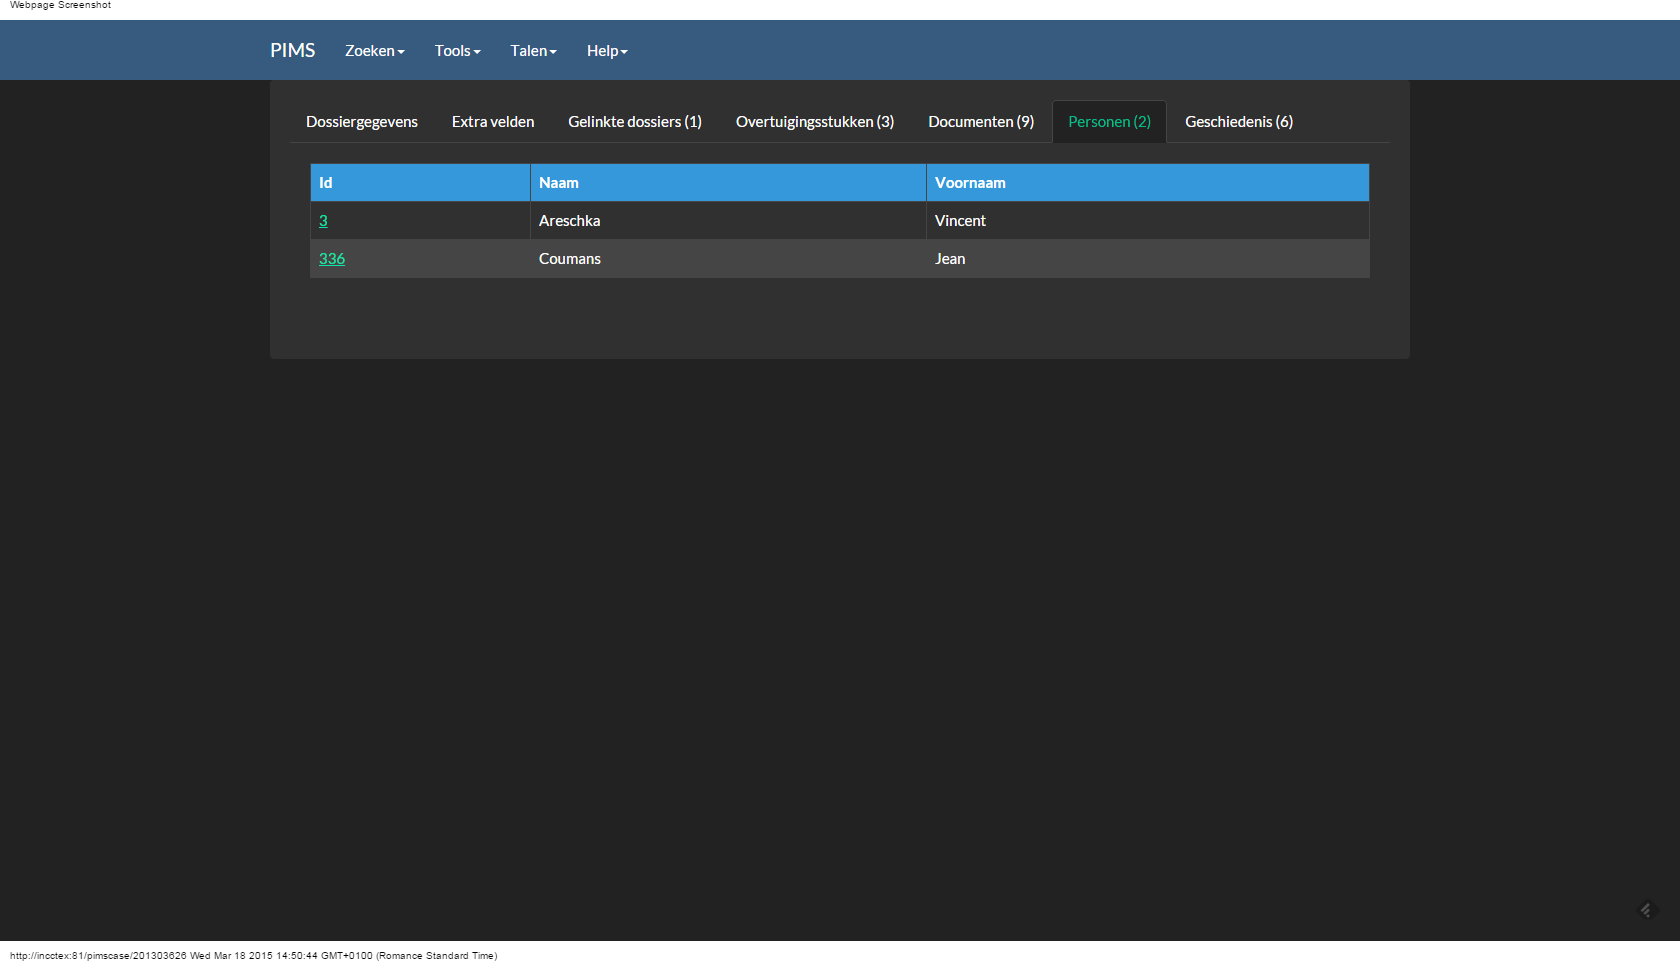 Webpage Screenshot
PIMS Zoeken Tools Talen Help
Dossiergegevens Extra velden Gelinkte dossiers (1) Overtuigingsstukken (3) Documenten (9) Personen (2) Geschiedenis (6)
Id Naam Voornaam
3 Areschka Vincent
336 Coumans Jean
http://incctex:81/pimscase/201303626 Wed Mar 18 2015 14:50:44 GMT+0100 (Romance Standard Time)